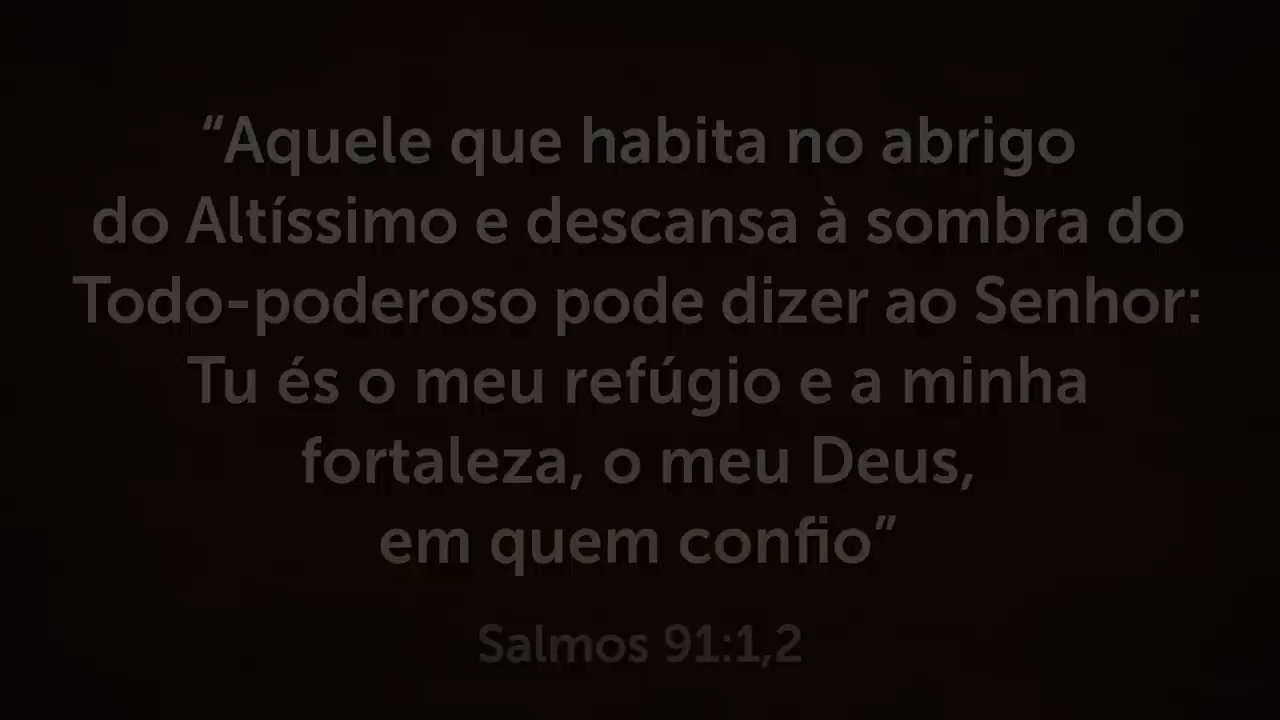 “Aquele que habita no abrigo
do Altíssimo e descansa à sombra do
Todo-poderoso pode dizer ao Senhor:
Tu és o meu refúgio e a minha
fortaleza, o meu Deus,
em quem confio”
Salmos 91:1,2